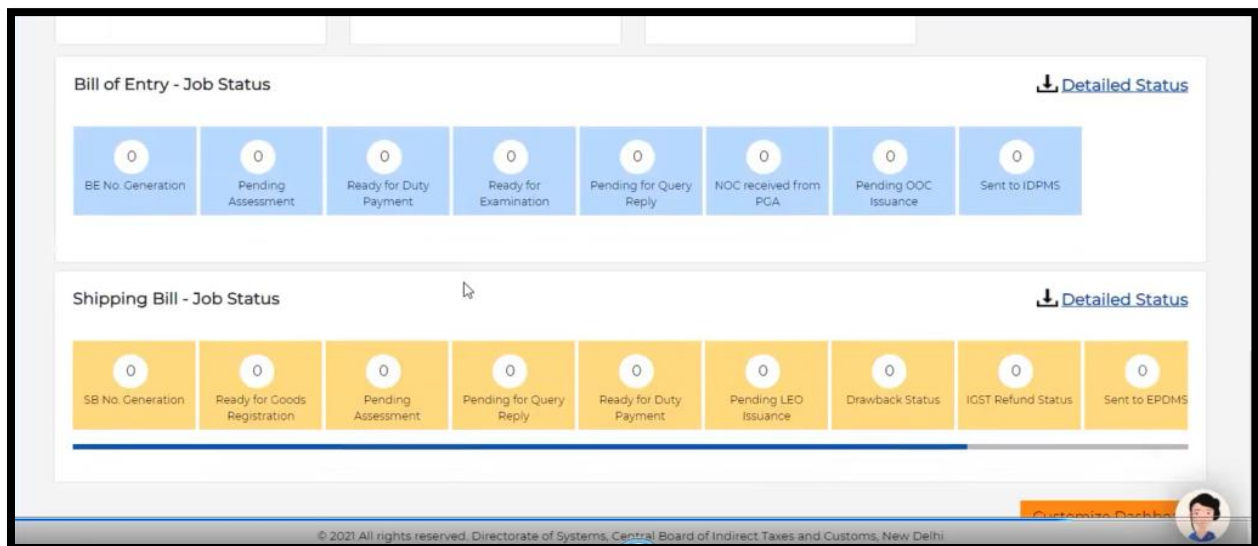 Bill of Entry - Job Status
Detailed Status
0 0 0 0 0 0 0 0
BE No. Generation Pending Assessment Ready for Duty Payment Ready for Examination Pending for Query Reply NOC received from PGA Pending OOC Issuance Sent to IDPMS
Shipping Bill - Job Status
Detailed Status
0 0 0 0 0 0 0 0 0
SB No. Generation Ready for Goods Registration Pending Assessment Pending for Query Reply Ready for Duty Payment Pending LEO Issuance Drawback Status IGST Refund Status Sent to EPDMS
Customize
© 2021 All rights reserved. Directorate of Systems, Central Board of Indirect Taxes and Customs, New Delhi